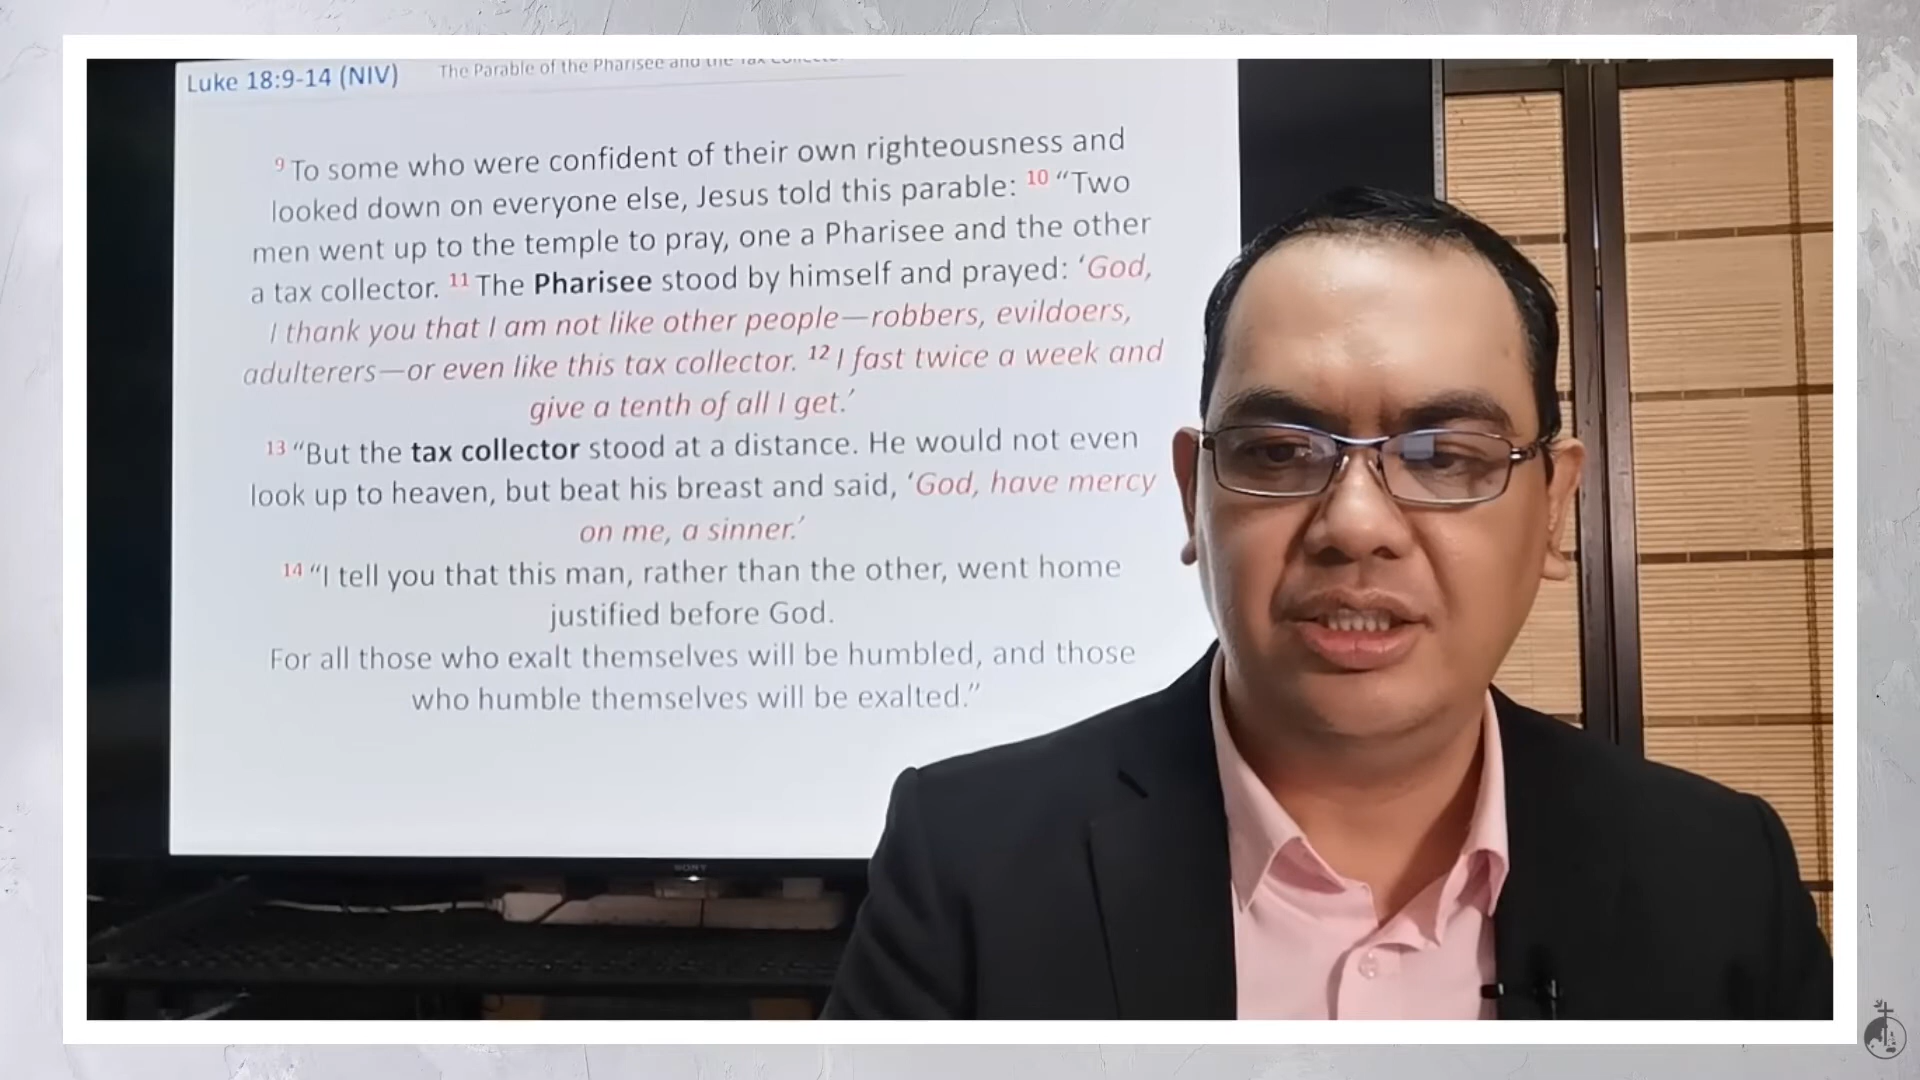 Luke 18:9-14 (NIV)
The Parable of the Pharisee and the Tax Collector
9 To some who were confident of their own righteousness and
looked down on everyone else, Jesus told this parable: 10 “Two
men went up to the temple to pray, one a Pharisee and the other
a tax collector. 11 The Pharisee stood by himself and prayed: ‘God,
I thank you that I am not like other people—robbers, evildoers,
adulterers—or even like this tax collector. 12 I fast twice a week and
give a tenth of all I get.’
13 “But the tax collector stood at a distance. He would not even
look up to heaven, but beat his breast and said, ‘God, have mercy
on me, a sinner.’
14 “I tell you that this man, rather than the other, went home
justified before God.
For all those who exalt themselves will be humbled, and those
who humble themselves will be exalted.”
SONY